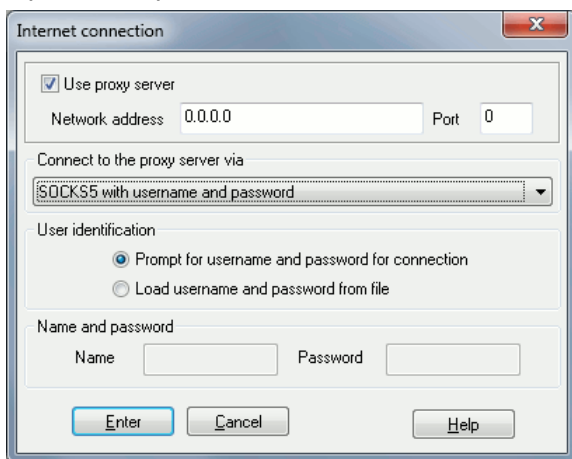 Internet connection
Use proxy server
Network address 0.0.0.0 Port 0
Connect to the proxy server via
SOCKS5 with username and password
User identification
Prompt for username and password for connection
Load username and password from file
Name and password
Name Password
Enter Cancel Help